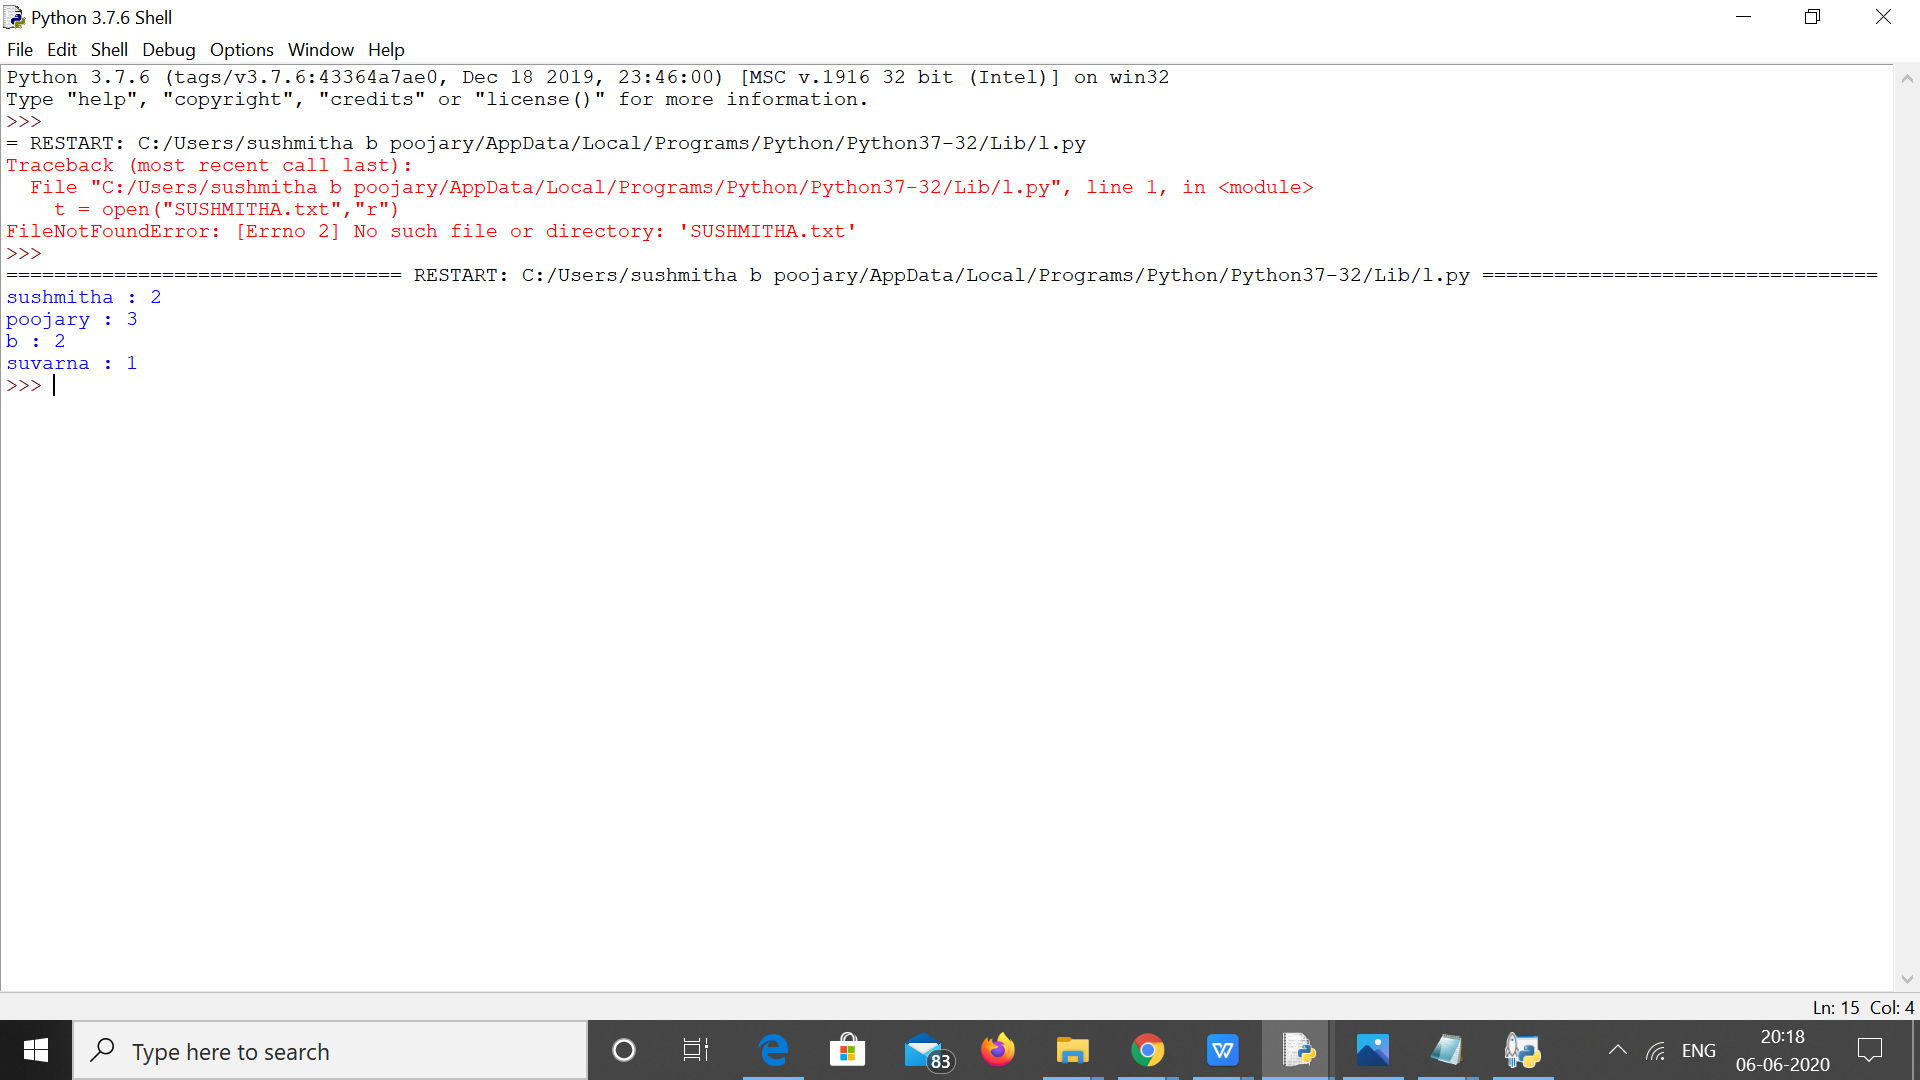 Python 3.7.6 Shell
File Edit Shell Debug Options Window Help
Python 3.7.6 (tags/v3.7.6:43364a7ae0, Dec 18 2019, 23:46:00) [MSC v.1916 32 bit (Intel)] on win32
Type "help", "copyright", "credits" or "license()" for more information.
>>>
= RESTART: C:/Users/sushmitha b poojary/AppData/Local/Programs/Python/Python37-32/Lib/l.py
Traceback (most recent call last):
  File "C:/Users/sushmitha b poojary/AppData/Local/Programs/Python/Python37-32/Lib/l.py", line 1, in <module>
    t = open("SUSHMITHA.txt","r")
FileNotFoundError: [Errno 2] No such file or directory: 'SUSHMITHA.txt'
>>>
================================= RESTART: C:/Users/sushmitha b poojary/AppData/Local/Programs/Python/Python37-32/Lib/l.py =================================
sushmitha : 2
poojary : 3
b : 2
suvarna : 1
>>>
Ln: 15 Col: 4
Type here to search
83
ENG
20:18
06-06-2020